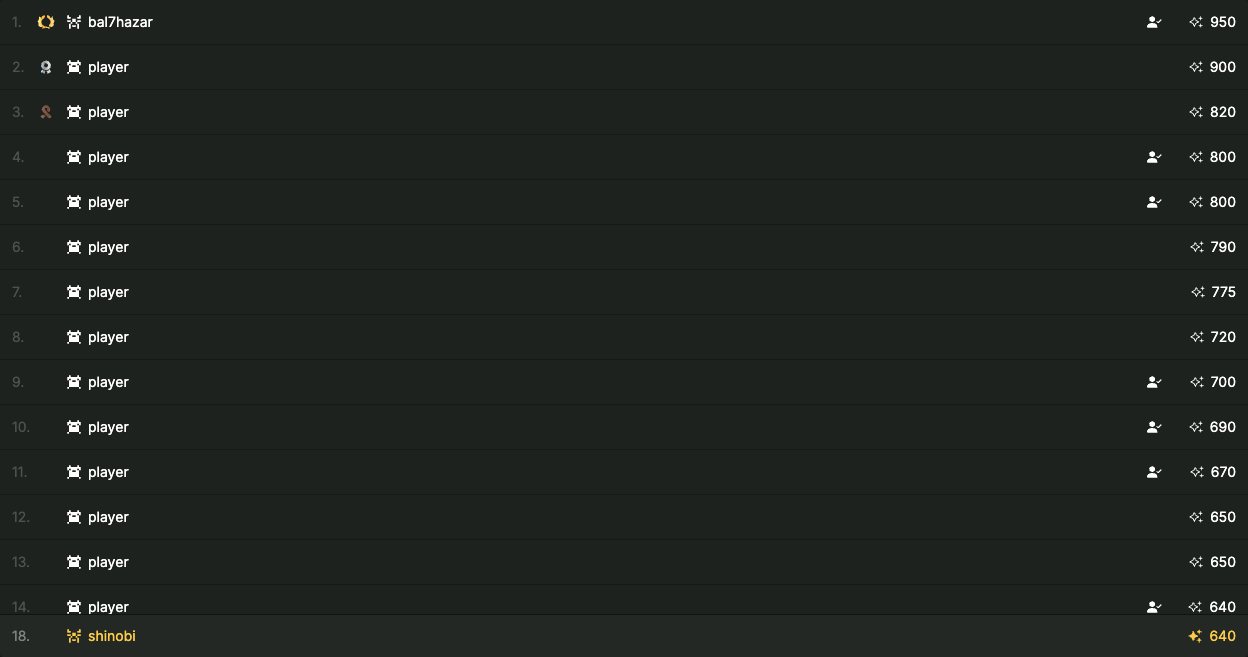 1. bal7hazar 950
2. player 900
3. player 820
4. player 800
5. player 800
6. player 790
7. player 775
8. player 720
9. player 700
10. player 690
11. player 670
12. player 650
13. player 650
14. player 640
18. shinobi 640